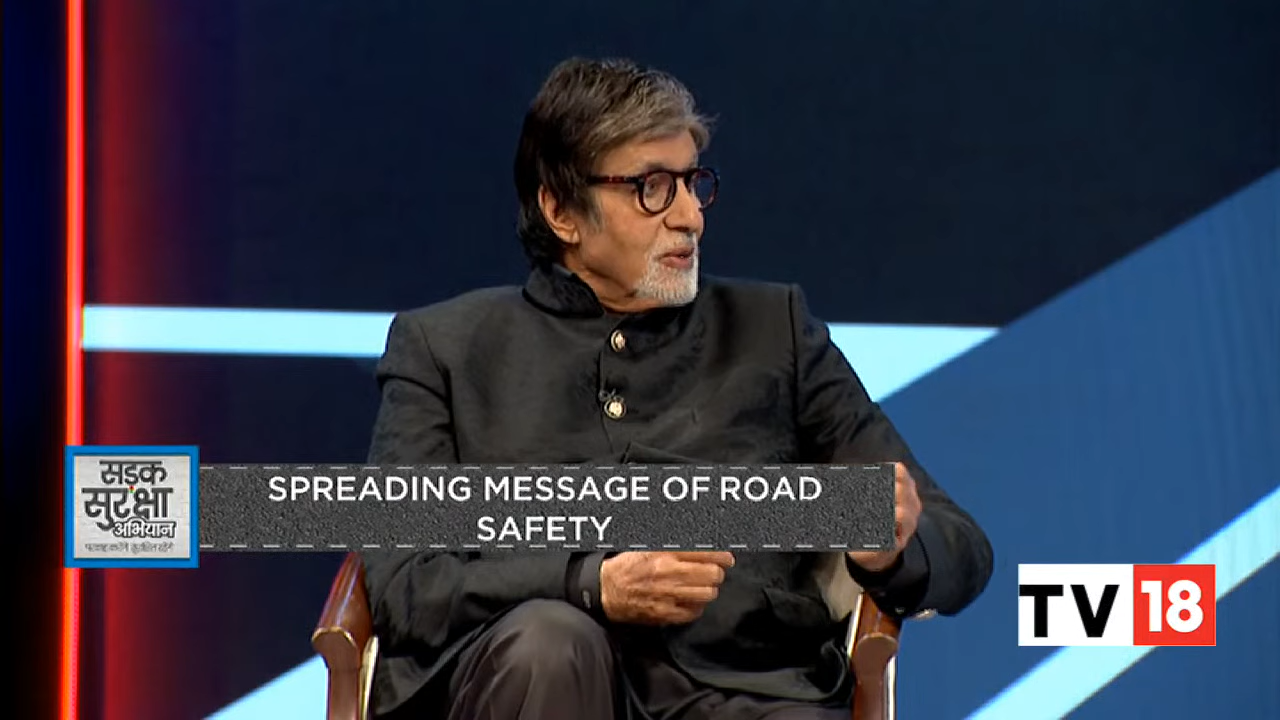 सड़क
सुरक्षा
अभियान
SPREADING MESSAGE OF ROAD
SAFETY
TV18